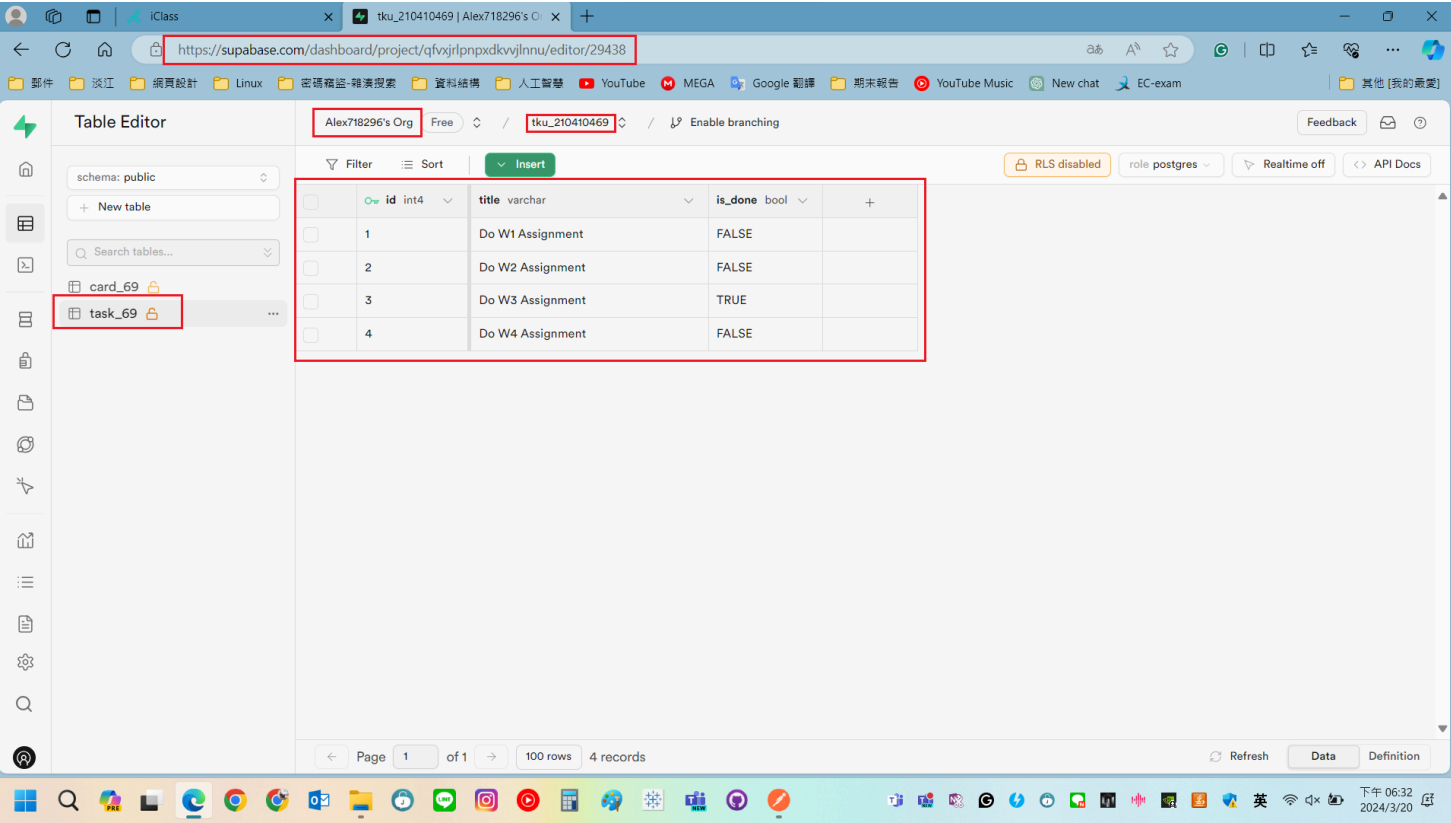 iClass
tku_210410469 | Alex718296's O
https://supabase.com/dashboard/project/qfvxjrlpnpxdkvvjlnnu/editor/29438
郵件 淡江 網頁設計 Linux 密碼竊盜-雜湊搜索 資料結構 人工智慧 YouTube MEGA Google 翻譯 期末報告 YouTube Music New chat EC-exam 其他 [我的最愛]
Table Editor
Alex718296's Org Free / tku_210410469 / Enable branching Feedback
Filter Sort Insert RLS disabled role postgres Realtime off API Docs
schema: public
New table
Search tables...
card_69
task_69
id int4 title varchar is_done bool
1 Do W1 Assignment FALSE
2 Do W2 Assignment FALSE
3 Do W3 Assignment TRUE
4 Do W4 Assignment FALSE
Page 1 of 1 100 rows 4 records Refresh Data Definition
PRE NEW 英 下午 06:32
2024/3/20